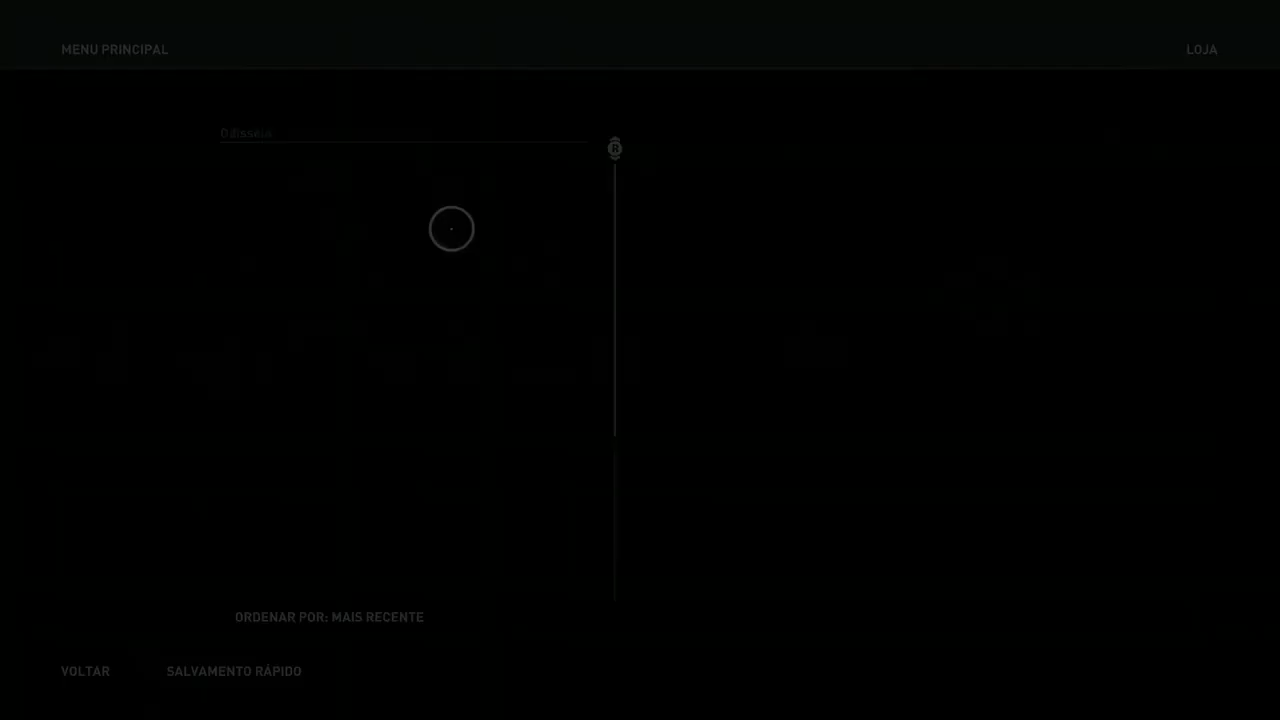 MENU PRINCIPAL
LOJA
Odisseia
R
ORDENAR POR: MAIS RECENTE
VOLTAR
SALVAMENTO RÁPIDO